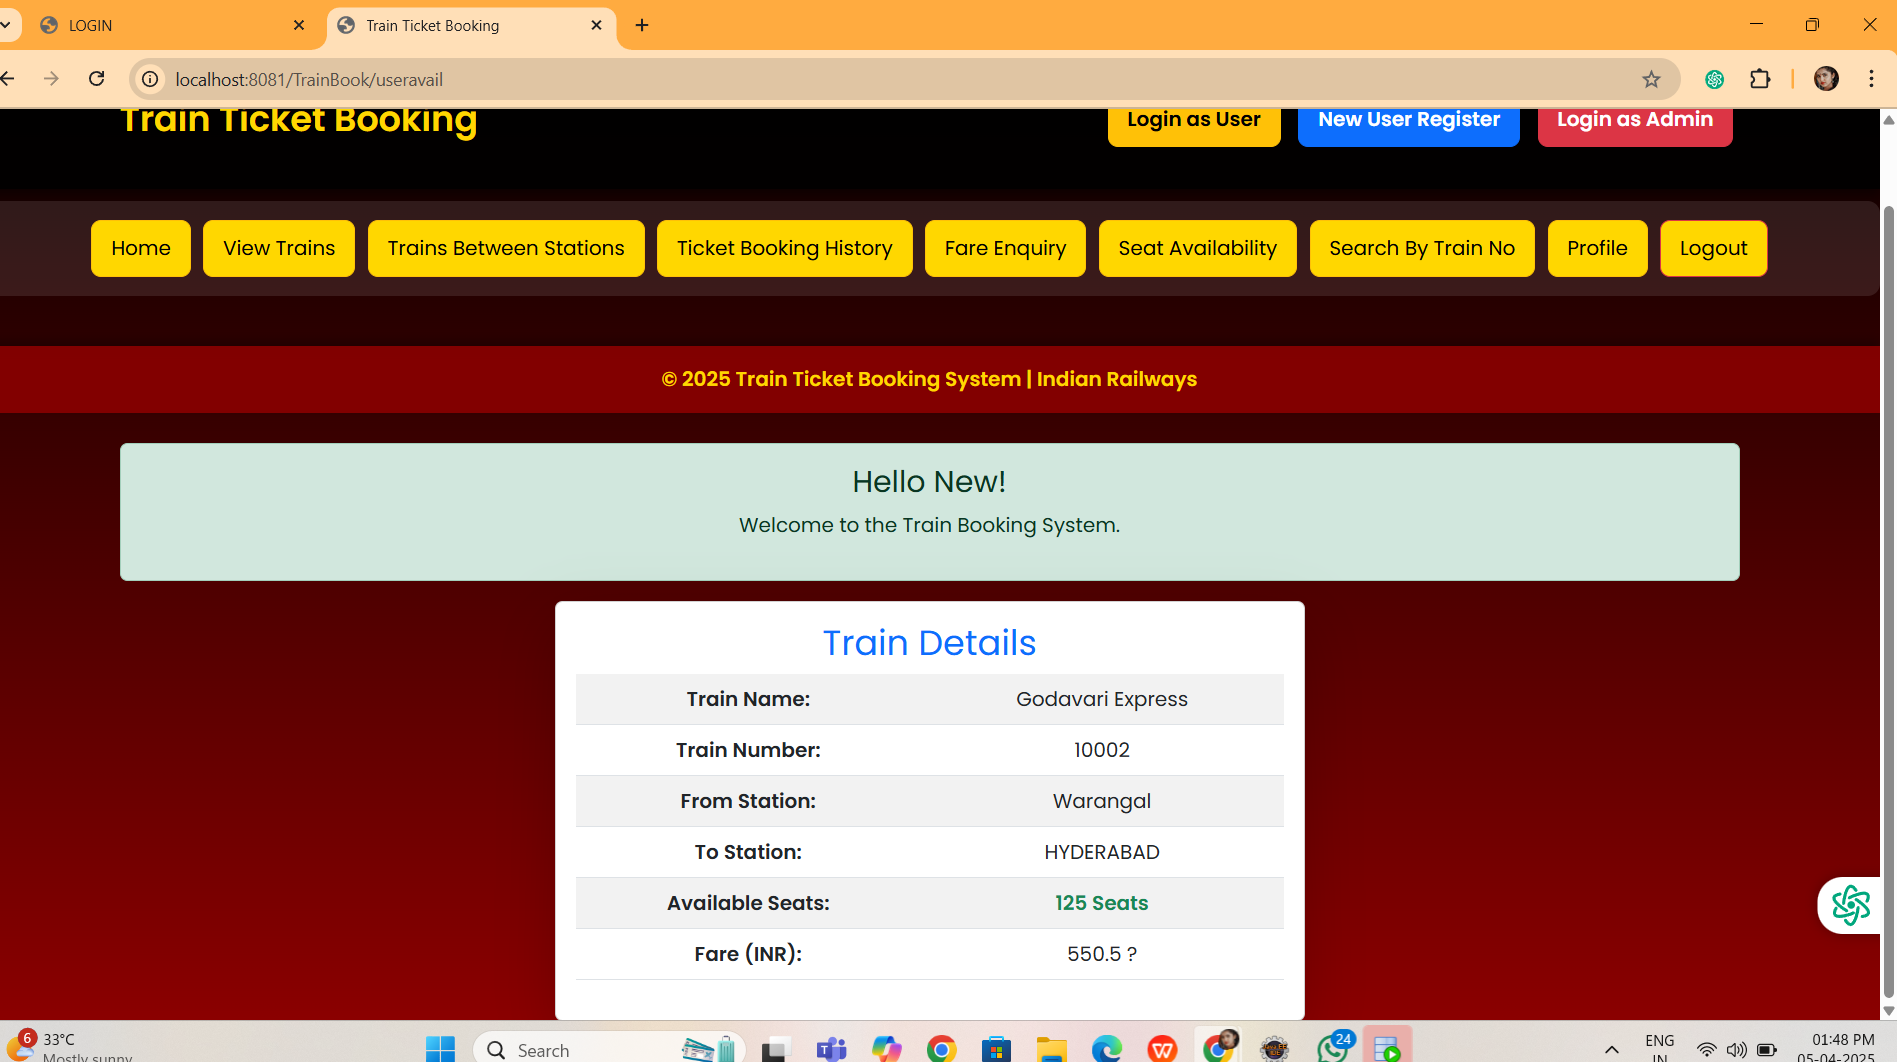 LOGIN
Train Ticket Booking
localhost:8081/TrainBook/useravail
Train Ticket Booking
Login as User
New User Register
Login as Admin
Home
View Trains
Trains Between Stations
Ticket Booking History
Fare Enquiry
Seat Availability
Search By Train No
Profile
Logout
© 2025 Train Ticket Booking System | Indian Railways
Hello New!
Welcome to the Train Booking System.
Train Details
Train Name: Godavari Express
Train Number: 10002
From Station: Warangal
To Station: HYDERABAD
Available Seats: 125 Seats
Fare (INR): 550.5 ?
6
33°C
Mostly sunny
Search
24
ENG
IN
01:48 PM
05-04-2025